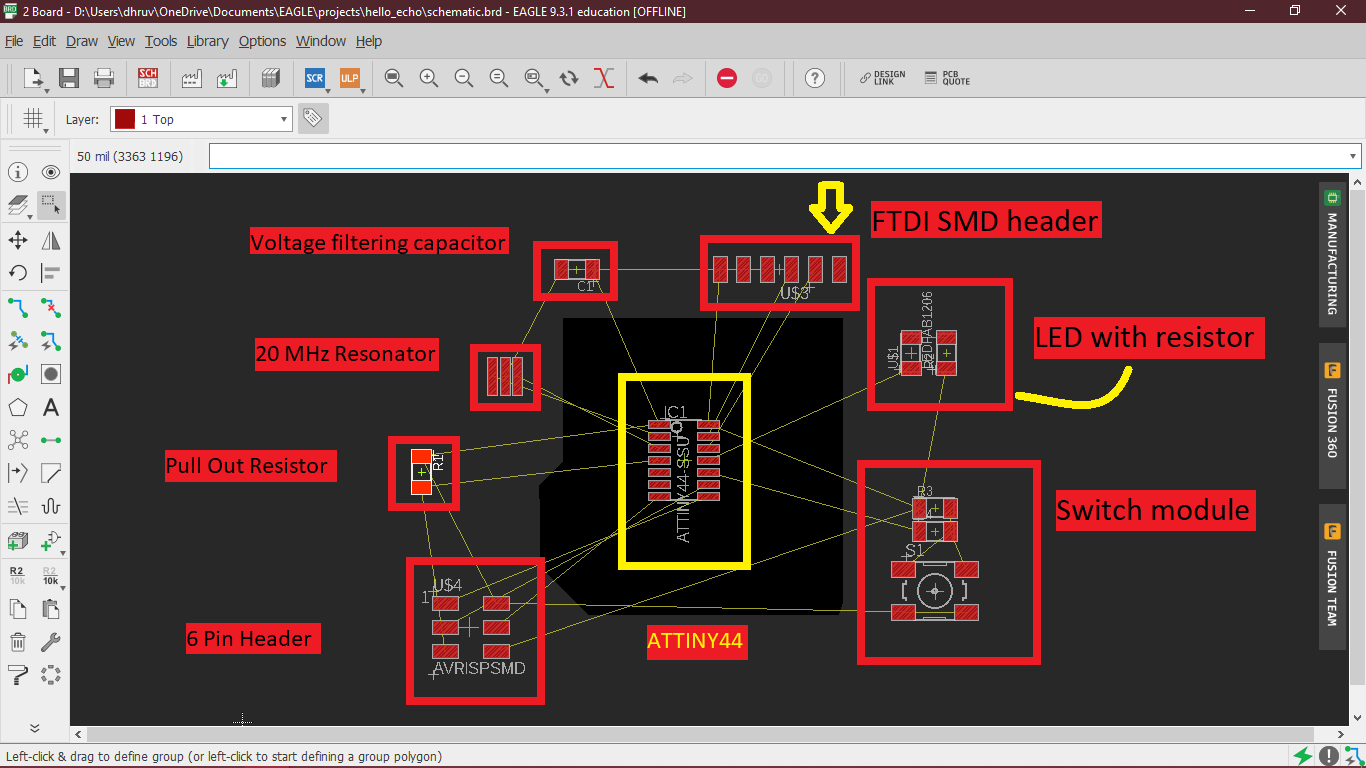 2 Board - D:\Users\dhruv\OneDrive\Documents\EAGLE\projects\hello_echo\schematic.brd - EAGLE 9.3.1 education [OFFLINE]
File Edit Draw View Tools Library Options Window Help
SCH BRD SCR ULP DESIGN LINK PCB QUOTE
Layer: 1 Top
50 mil (3363 1196)
FTDI SMD header
Voltage filtering capacitor
C1
U$3
LED with resistor
U$1
20 MHz Resonator
IC1
ATTINY44-SSU
Pull Out Resistor
R1
R3
Switch module
S1
U$4
1
6 Pin Header
ATTINY44
AVRISPSMD
MANUFACTURING
FUSION 360
FUSION TEAM
R2 10k R2 10k
Left-click & drag to define group (or left-click to start defining a group polygon)